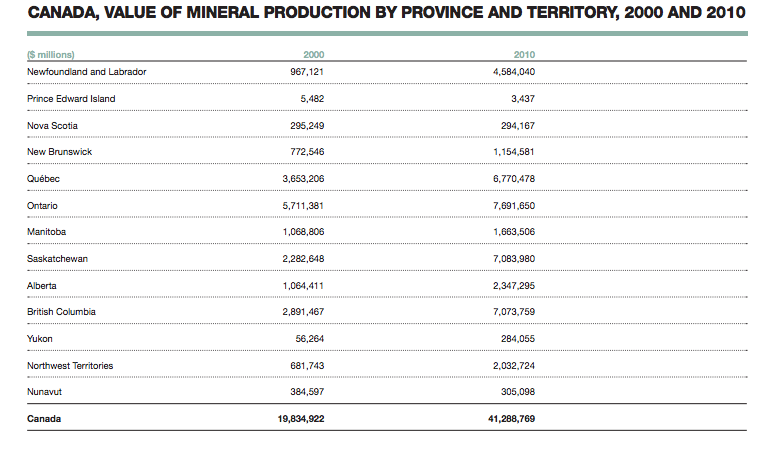 CANADA, VALUE OF MINERAL PRODUCTION BY PROVINCE AND TERRITORY, 2000 AND 2010
($ millions) 2000 2010
Newfoundland and Labrador 967,121 4,584,040
Prince Edward Island 5,482 3,437
Nova Scotia 295,249 294,167
New Brunswick 772,546 1,154,581
Québec 3,653,206 6,770,478
Ontario 5,711,381 7,691,650
Manitoba 1,068,806 1,663,506
Saskatchewan 2,282,648 7,083,980
Alberta 1,064,411 2,347,295
British Columbia 2,891,467 7,073,759
Yukon 56,264 284,055
Northwest Territories 681,743 2,032,724
Nunavut 384,597 305,098
Canada 19,834,922 41,288,769